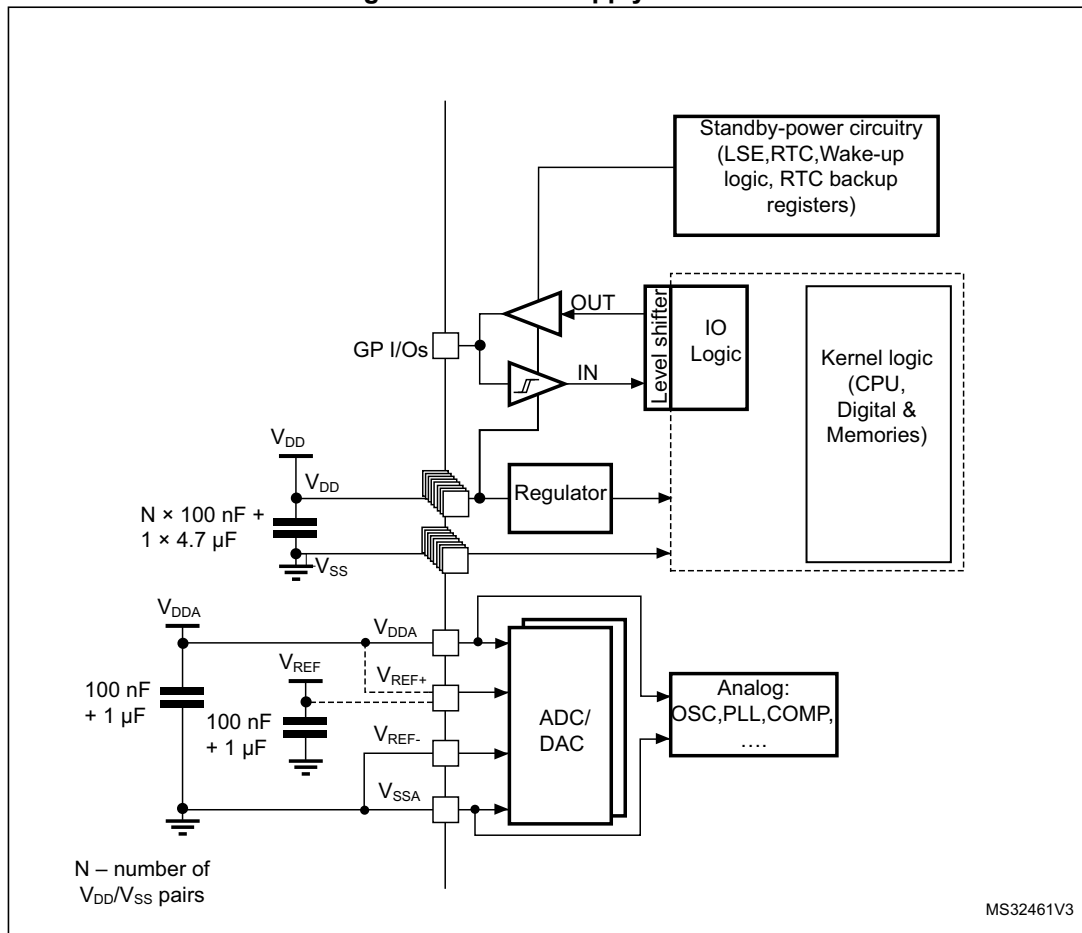 Standby-power circuitry
(LSE,RTC,Wake-up
logic, RTC backup
registers)
OUT
Level shifter
IO
Logic
GP I/Os
IN
Kernel logic
(CPU,
Digital &
Memories)
VDD
VDD
Regulator
N × 100 nF +
1 × 4.7 µF
VSS
VDDA
VDDA
VREF
VREF+
100 nF
+ 1 µF
100 nF
+ 1 µF
VREF-
VSSA
ADC/
DAC
Analog:
OSC,PLL,COMP,
….
N – number of
VDD/VSS pairs
MS32461V3